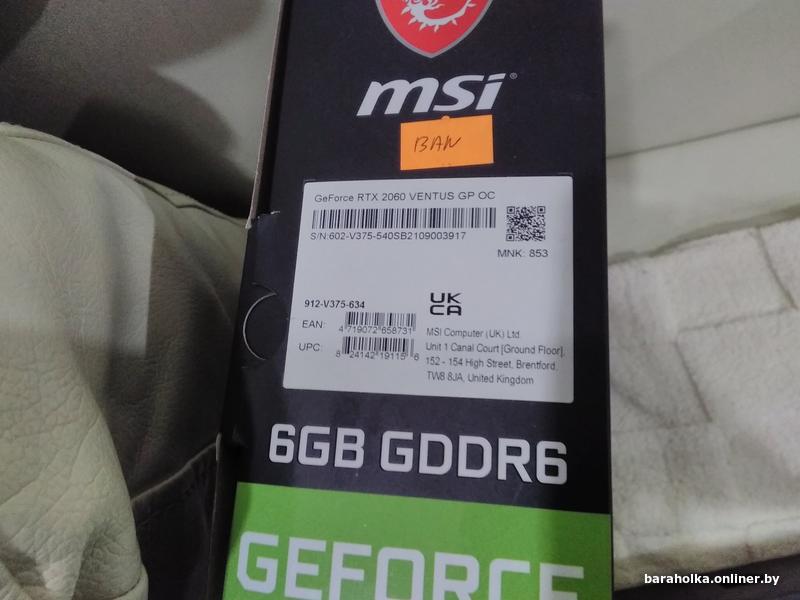 msi®
BAN
GeForce RTX 2060 VENTUS GP OC
S/N:602-V375-540SB2109003917
MNK: 853
912-V375-634
UK
CA
EAN:
4 719072 658731
UPC:
8 24142 19115 6
MSI Computer (UK) Ltd.
Unit 1 Canal Court [Ground Floor],
152 - 154 High Street, Brentford,
TW8 8JA, United Kingdom
6GB GDDR6
GEFORCE
baraholka.onliner.by